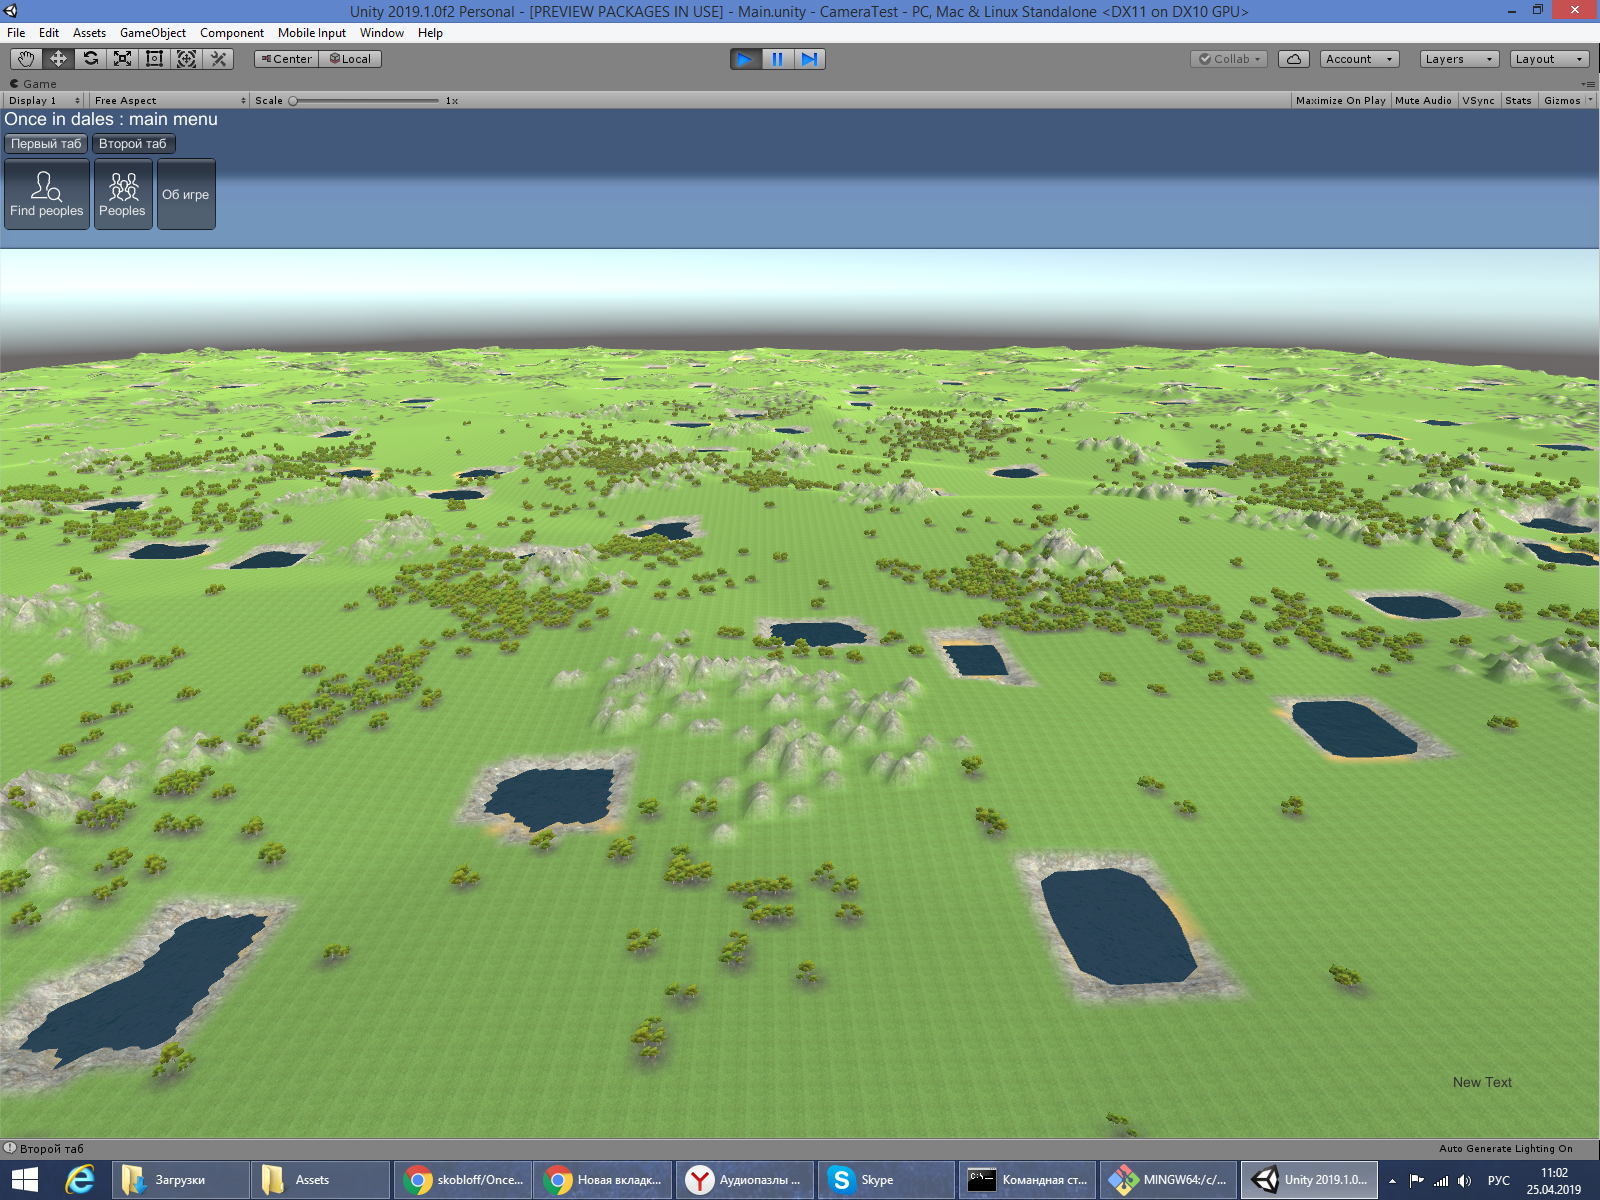 Unity 2019.1.0f2 Personal - [PREVIEW PACKAGES IN USE] - Main.unity - CameraTest - PC, Mac & Linux Standalone <DX11 on DX10 GPU>
File Edit Assets GameObject Component Mobile Input Window Help
Center Local Collab Account Layers Layout
Game
Display 1 Free Aspect Scale 1x Maximize On Play Mute Audio VSync Stats Gizmos
Once in dales : main menu
Первый таб Второй таб
Find peoples Peoples Об игре
New Text
Второй таб Auto Generate Lighting On
Загрузки Assets skobloff/Once... Новая вкладк... Аудиопазлы ... Skype Командная ст... MINGW64:/c/... Unity 2019.1.0... РУС 11:02
25.04.2019